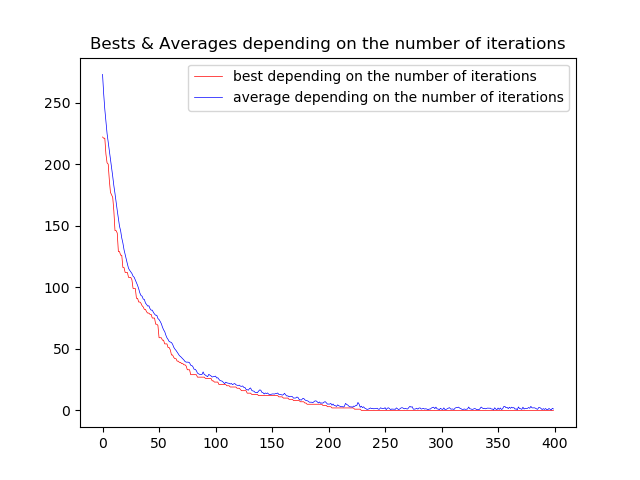 Bests & Averages depending on the number of iterations
best depending on the number of iterations
average depending on the number of iterations
250
200
150
100
50
0
0 50 100 150 200 250 300 350 400